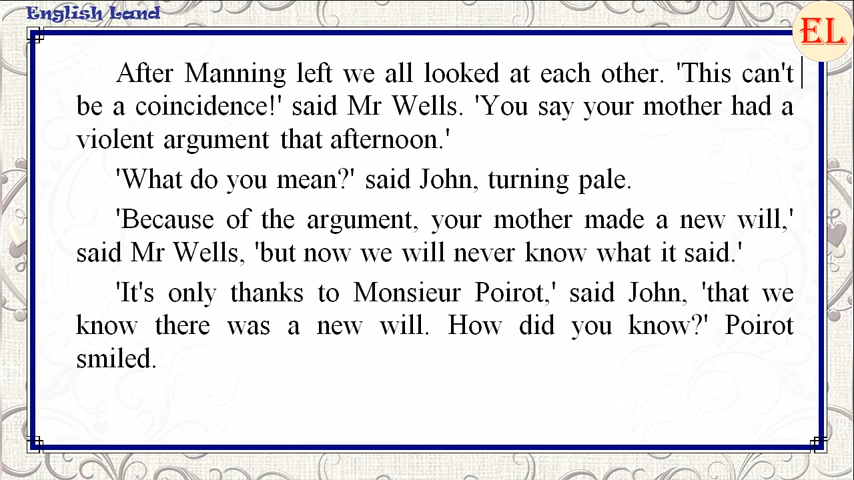 English Land
EL
After Manning left we all looked at each other. 'This can't
be a coincidence!' said Mr Wells. 'You say your mother had a
violent argument that afternoon.'
'What do you mean?' said John, turning pale.
'Because of the argument, your mother made a new will,'
said Mr Wells, 'but now we will never know what it said.'
'It's only thanks to Monsieur Poirot,' said John, 'that we
know there was a new will. How did you know?' Poirot
smiled.